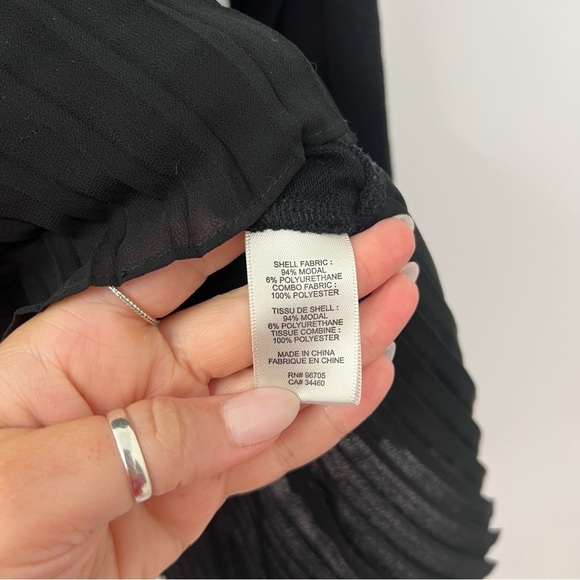 SHELL FABRIC :
94% MODAL
6% POLYURETHANE
COMBO FABRIC :
100% POLYESTER
TISSU DE SHELL :
94% MODAL
6% POLYURETHANE
TISSUE COMBINE :
100% POLYESTER
MADE IN CHINA
FABRIQUE EN CHINE
RN# 96705
CA# 34460